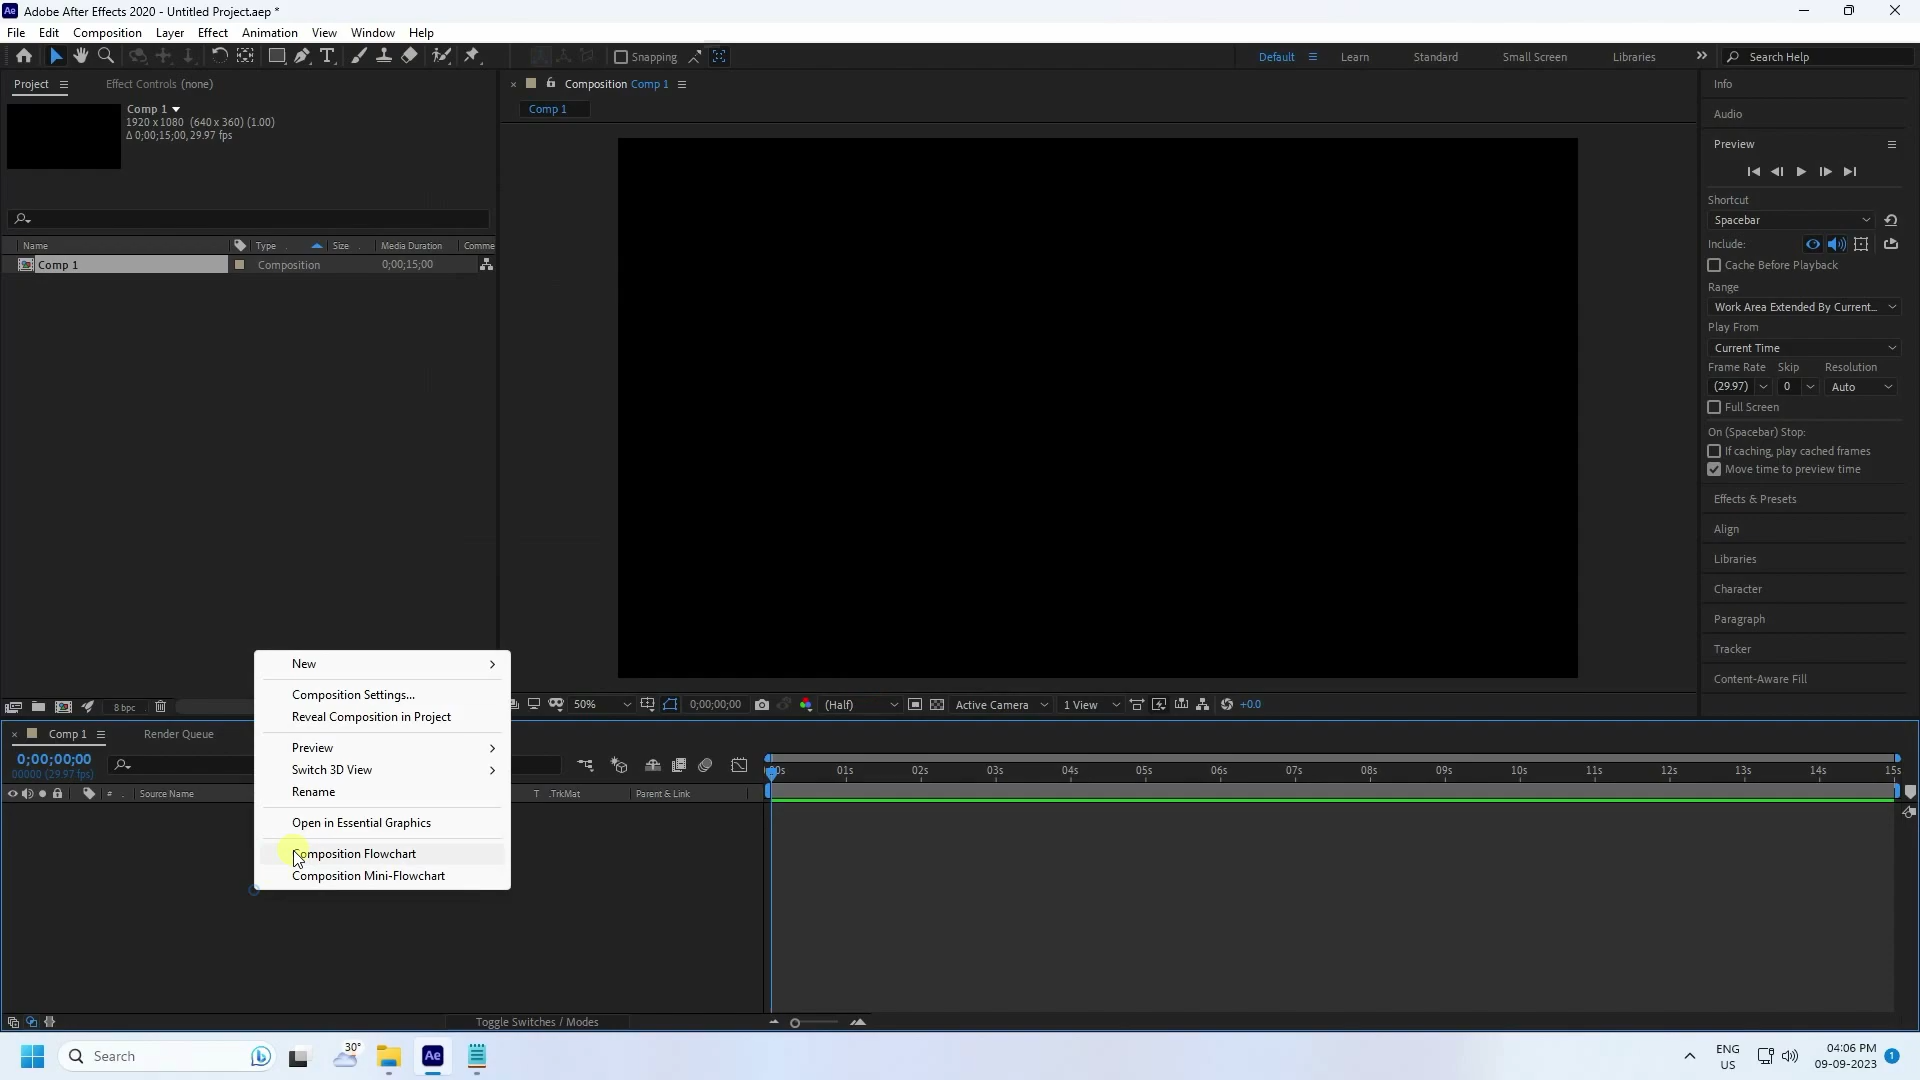 Ae Adobe After Effects 2020 - Untitled Project.aep *
File Edit Composition Layer Effect Animation View Window Help
Snapping
Default Learn Standard Small Screen Libraries Search Help
Project Effect Controls (none)
Comp 1
1920 x 1080 (640 x 360) (1.00)
Δ 0;00;15;00, 29.97 fps
Name Type Size Media Duration Comme
Comp 1 Composition 0;00;15;00
Composition Comp 1
Comp 1
Info
Audio
Preview
Shortcut
Spacebar
Include:
Cache Before Playback
Range
Work Area Extended By Current...
Play From
Current Time
Frame Rate Skip Resolution
(29.97) 0 Auto
Full Screen
On (Spacebar) Stop:
If caching, play cached frames
Move time to preview time
Effects & Presets
Align
Libraries
Character
Paragraph
Tracker
Content-Aware Fill
8 bpc
50% 0;00;00;00 (Half) Active Camera 1 View +0.0
New
Composition Settings...
Reveal Composition in Project
Preview
Switch 3D View
Rename
Open in Essential Graphics
Composition Flowchart
Composition Mini-Flowchart
Comp 1 Render Queue
0;00;00;00
00000 (29.97 fps)
# Source Name T .TrkMat Parent & Link
01s 02s 03s 04s 05s 06s 07s 08s 09s 10s 11s 12s 13s 14s 15s
Toggle Switches / Modes
Search 30° Ae
ENG
US
04:06 PM
09-09-2023
1